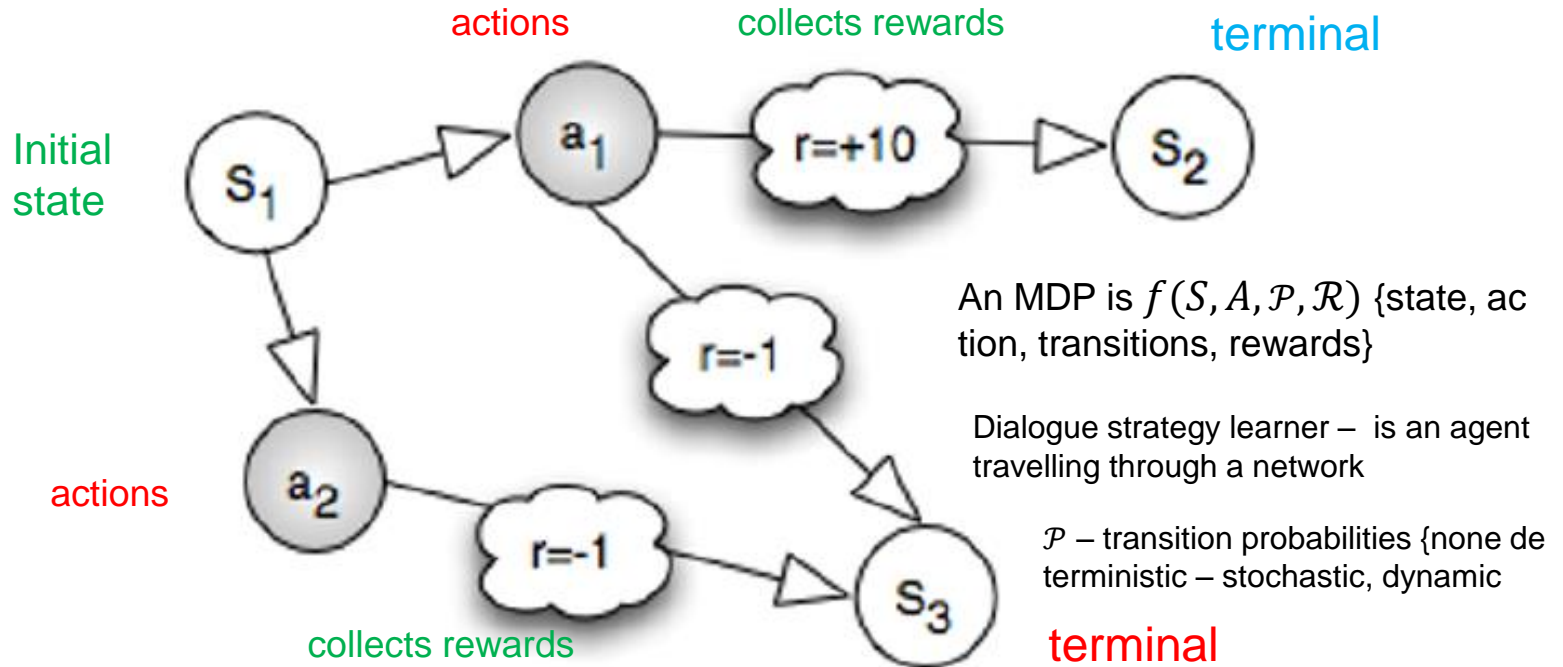 actions
collects rewards
terminal
Initial
state
S1
a1
r=+10
S2
r=-1
An MDP is f(S, A, 𝒫, ℛ) {state, ac
tion, transitions, rewards}
Dialogue strategy learner – is an agent
travelling through a network
actions
a2
r=-1
𝒫 – transition probabilities {none de
terministic – stochastic, dynamic
S3
collects rewards
terminal